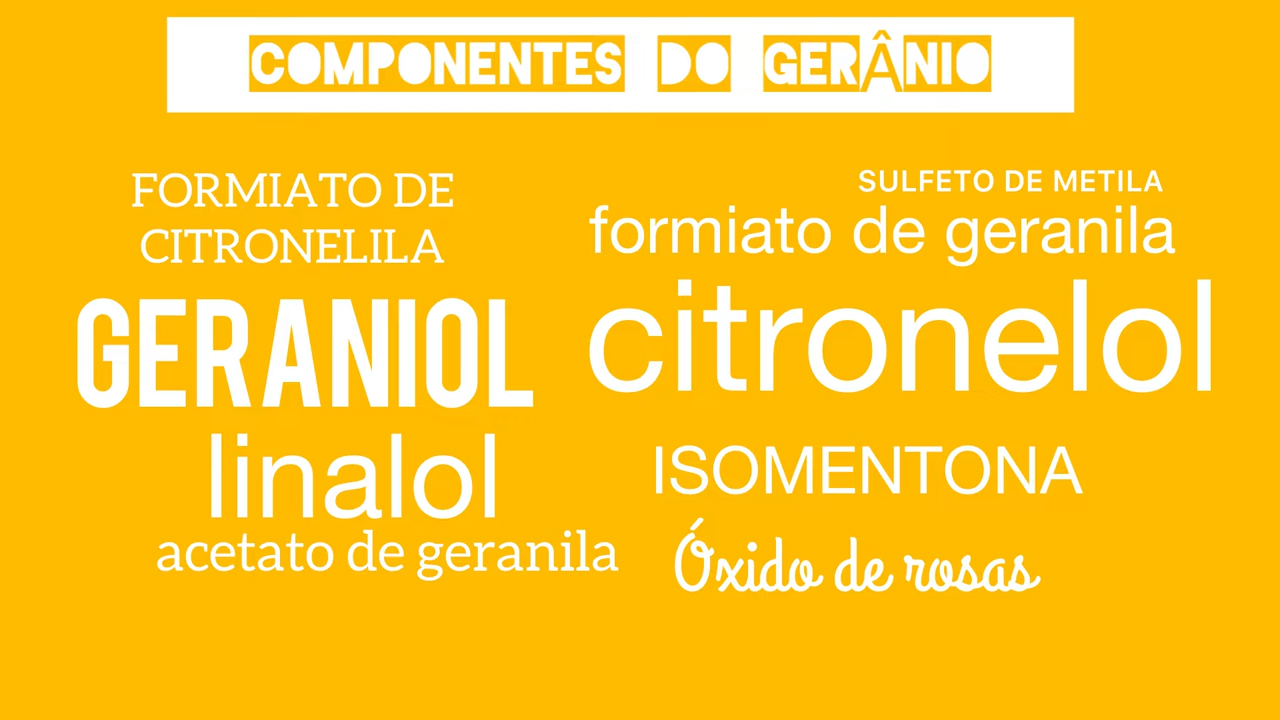 COMPONENTES DO GERÂNIO
FORMIATO DE
CITRONELILA
GERANIOL
linalol
acetato de geranila
SULFETO DE METILA
formiato de geranila
citronelol
ISOMENTONA
Óxido de rosas